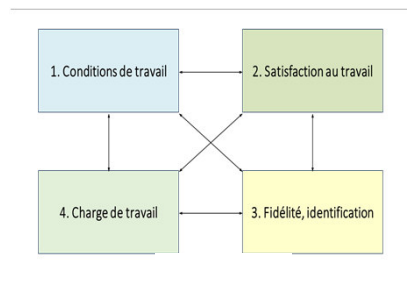 1. Conditions de travail
2. Satisfaction au travail
4. Charge de travail
3. Fidélité, identification